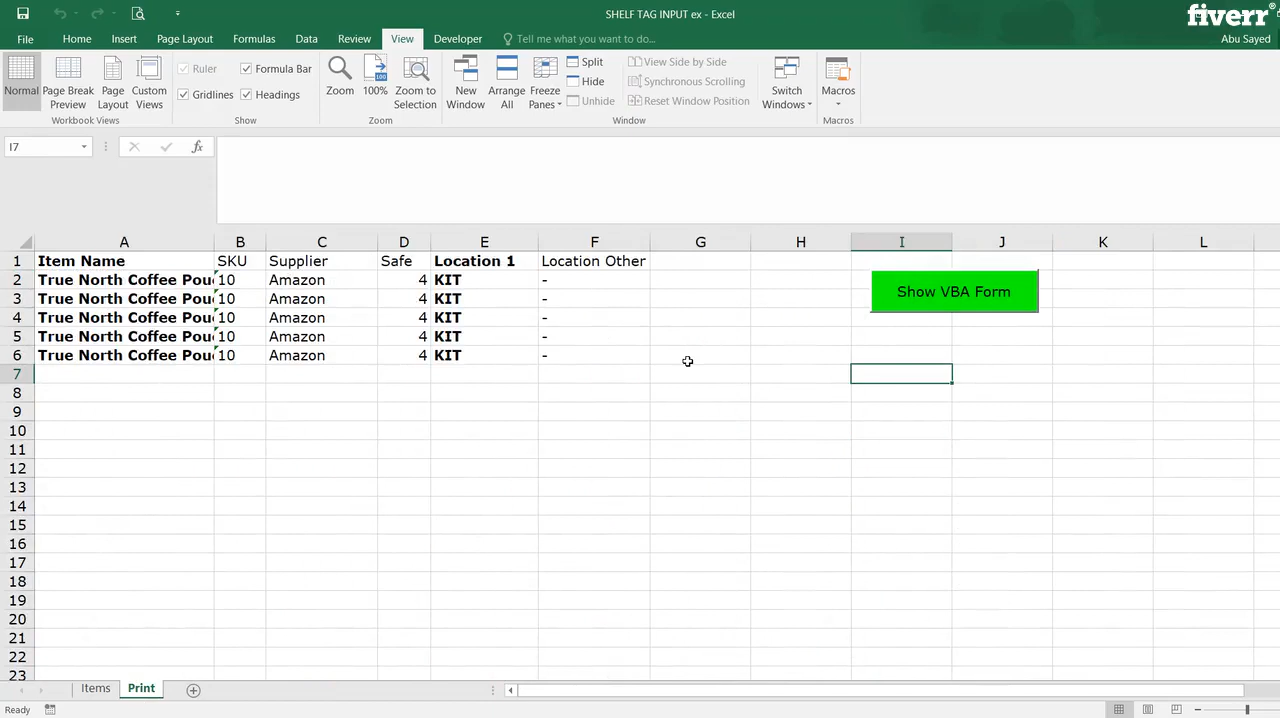 SHELF TAG INPUT ex - Excel
fiverr®
File Home Insert Page Layout Formulas Data Review View Developer Tell me what you want to do... Abu Sayed
Normal Page Break Preview Page Layout Custom Views
Ruler Formula Bar
Gridlines Headings
Zoom 100% Zoom to Selection
New Window Arrange All Freeze Panes
Split
Hide
Unhide
View Side by Side
Synchronous Scrolling
Reset Window Position
Switch Windows Macros
Workbook Views Show Zoom Window Macros
I7 fx
A B C D E F G H I J K L
1 Item Name SKU Supplier Safe Location 1 Location Other
2 True North Coffee Pou 10 Amazon 4 KIT -
3 True North Coffee Pou 10 Amazon 4 KIT -
4 True North Coffee Pou 10 Amazon 4 KIT -
5 True North Coffee Pou 10 Amazon 4 KIT -
6 True North Coffee Pou 10 Amazon 4 KIT -
Show VBA Form
7
8
9
10
11
12
13
14
15
16
17
18
19
20
21
22
23
Items Print
Ready